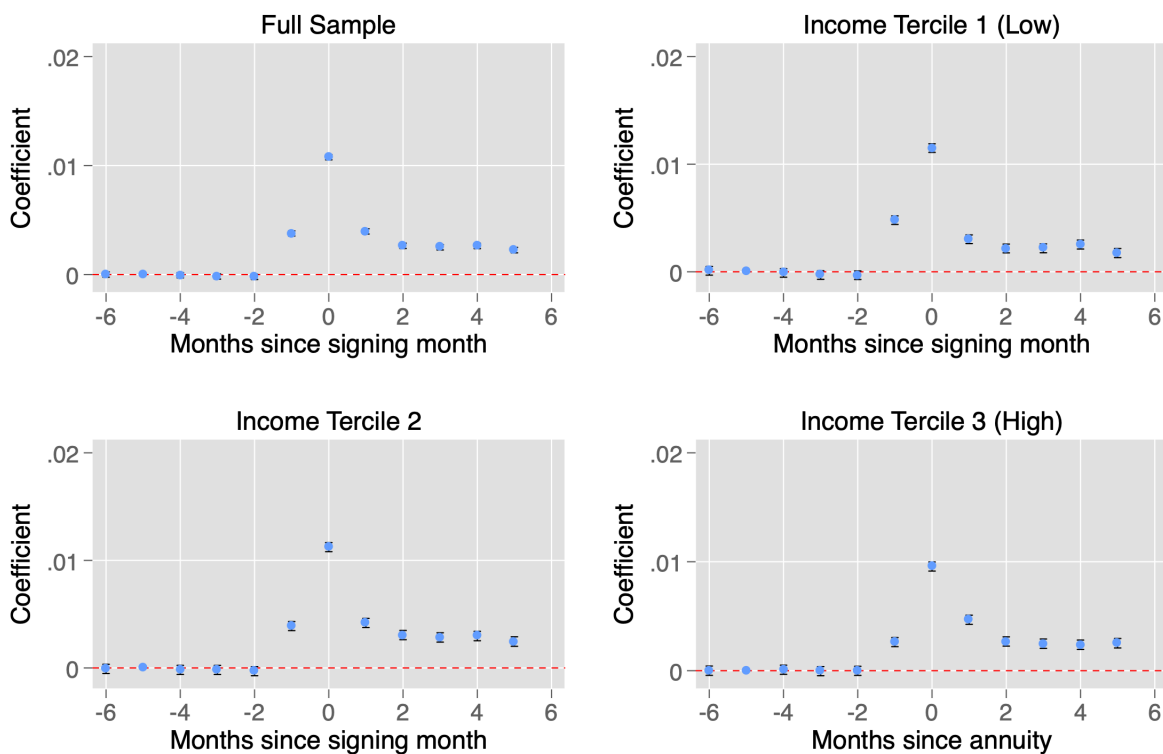 Full Sample
.02
.01
0
Coefficient
-6 -4 -2 0 2 4 6
Months since signing month
Income Tercile 1 (Low)
.02
.01
0
Coefficient
-6 -4 -2 0 2 4 6
Months since signing month
Income Tercile 2
.02
.01
0
Coefficient
-6 -4 -2 0 2 4 6
Months since signing month
Income Tercile 3 (High)
.02
.01
0
Coefficient
-6 -4 -2 0 2 4 6
Months since annuity